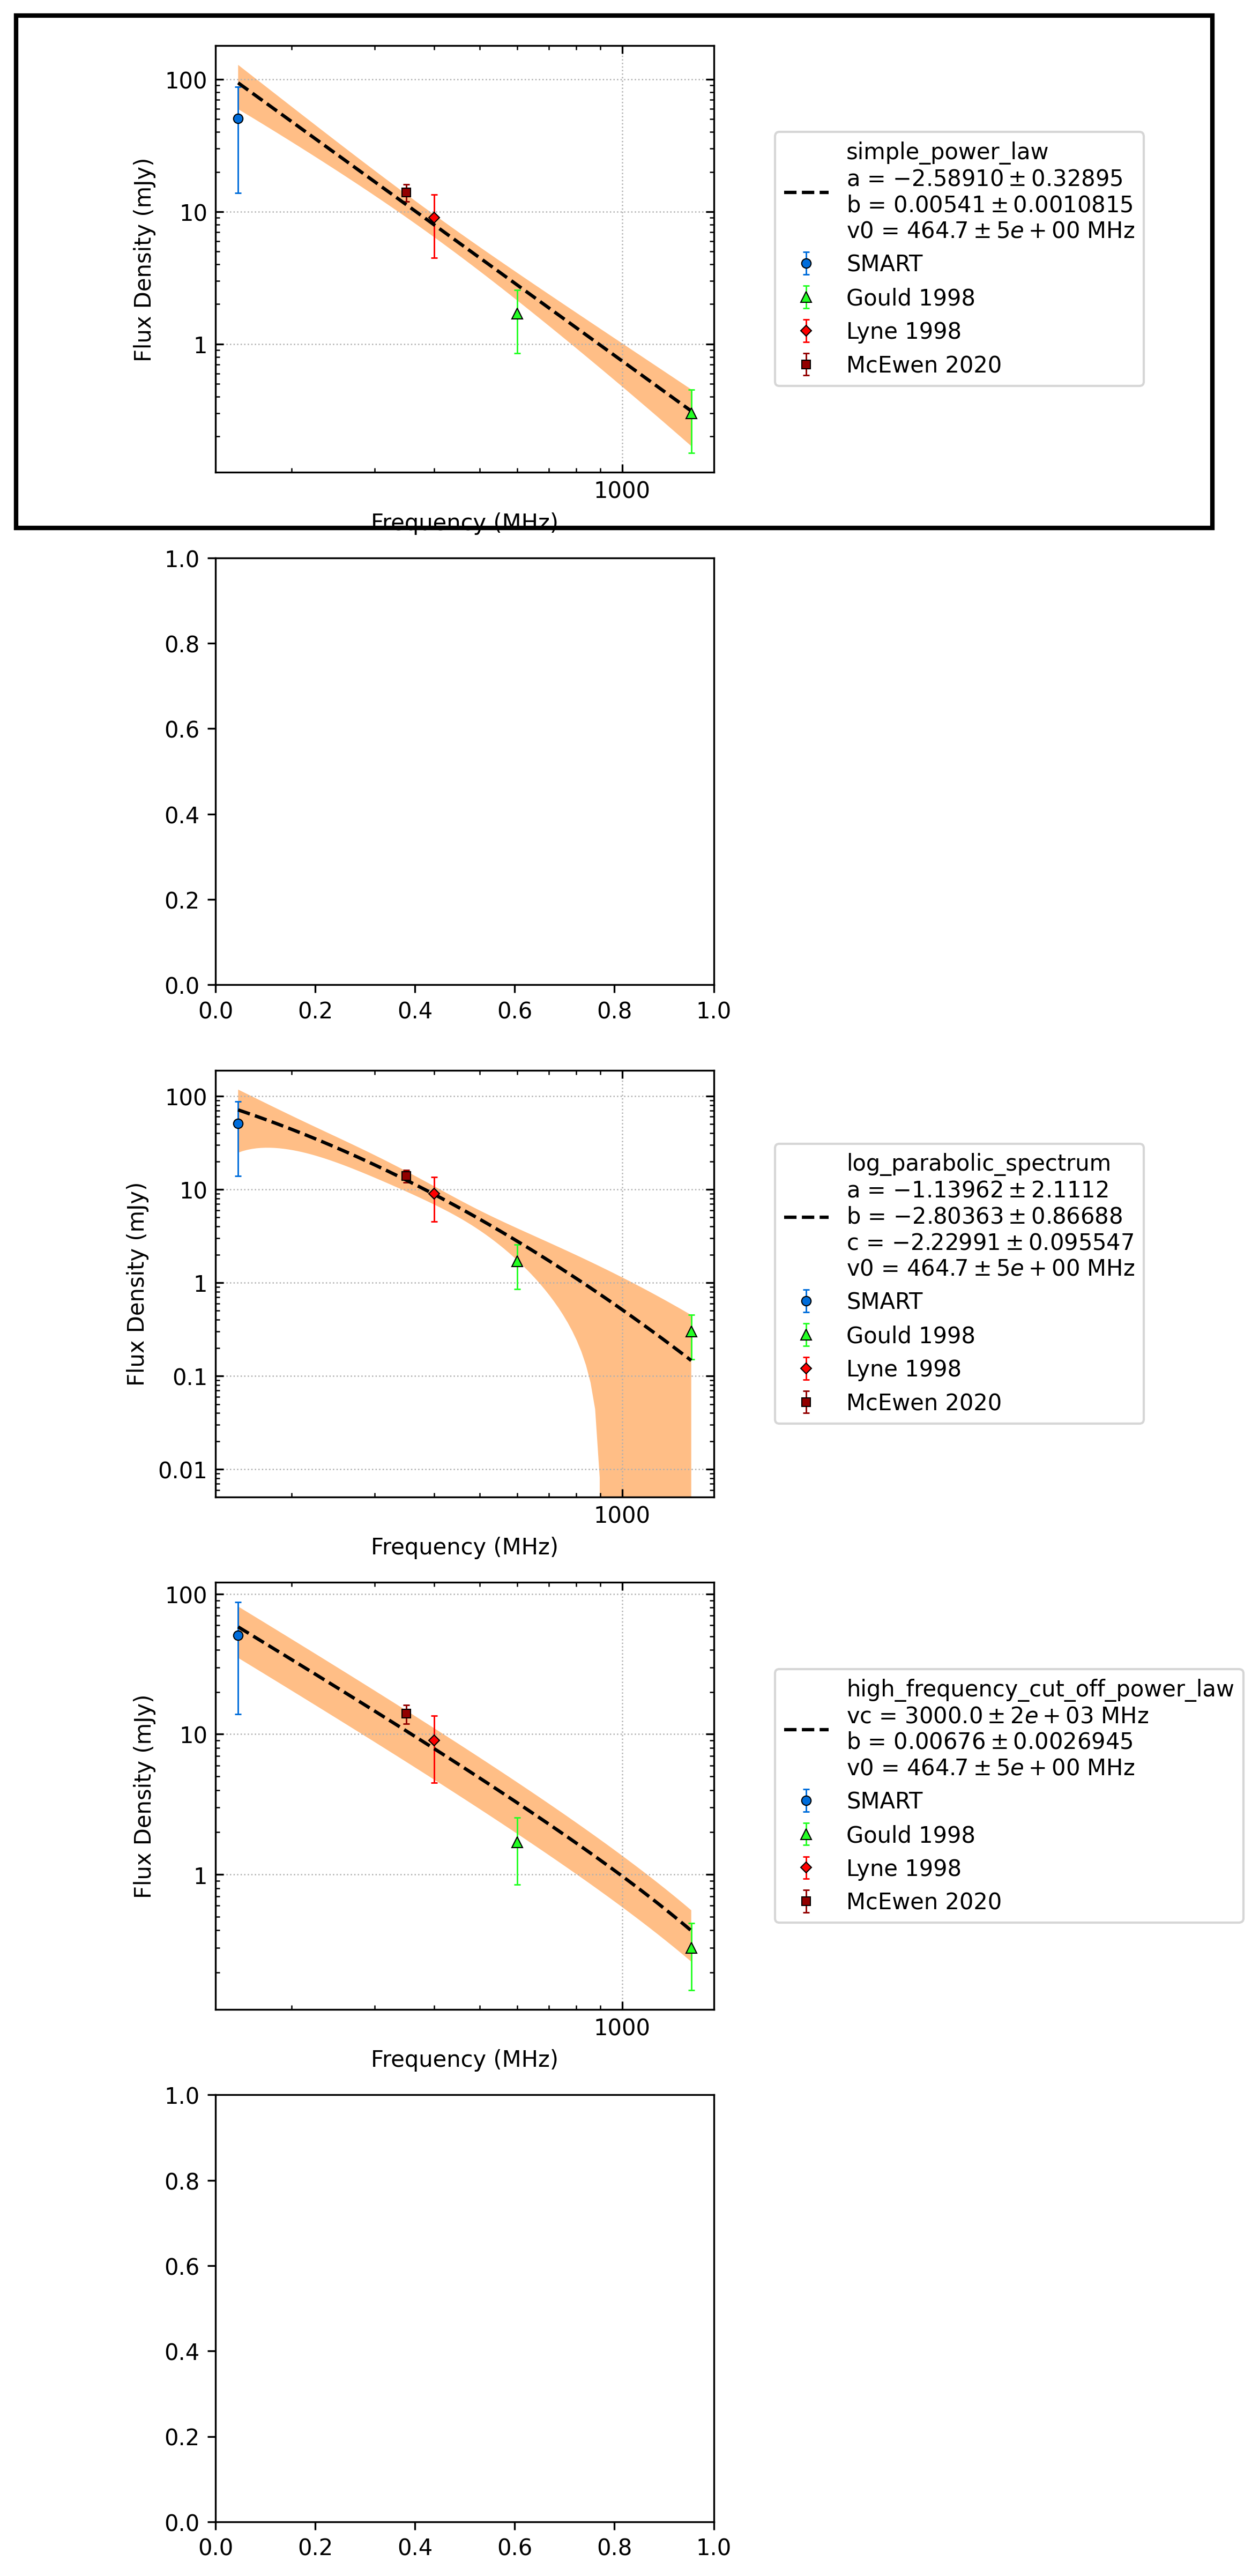 100
10
1
Flux Density (mJy)
1000
Frequency (MHz)
simple_power_law
a = −2.58910 ± 0.32895
b = 0.00541 ± 0.0010815
v0 = 464.7 ± 5e + 00 MHz
SMART
Gould 1998
Lyne 1998
McEwen 2020
1.0
0.8
0.6
0.4
0.2
0.0
0.0 0.2 0.4 0.6 0.8 1.0
100
10
1
0.1
0.01
Flux Density (mJy)
1000
Frequency (MHz)
log_parabolic_spectrum
a = −1.13962 ± 2.1112
b = −2.80363 ± 0.86688
c = −2.22991 ± 0.095547
v0 = 464.7 ± 5e + 00 MHz
SMART
Gould 1998
Lyne 1998
McEwen 2020
100
10
1
Flux Density (mJy)
1000
Frequency (MHz)
high_frequency_cut_off_power_law
vc = 3000.0 ± 2e + 03 MHz
b = 0.00676 ± 0.0026945
v0 = 464.7 ± 5e + 00 MHz
SMART
Gould 1998
Lyne 1998
McEwen 2020
1.0
0.8
0.6
0.4
0.2
0.0
0.0 0.2 0.4 0.6 0.8 1.0